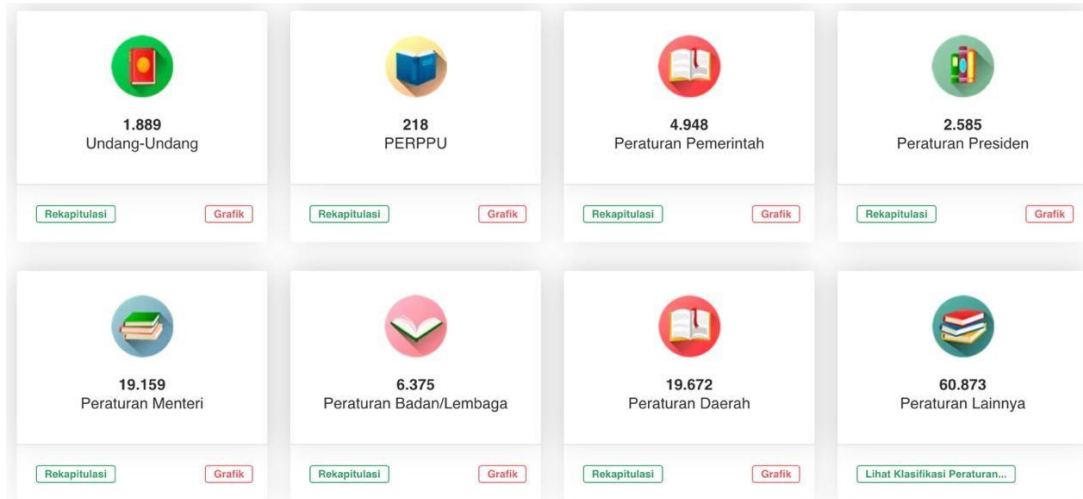 1.889
Undang-Undang
Rekapitulasi
Grafik
218
PERPPU
Rekapitulasi
Grafik
4.948
Peraturan Pemerintah
Rekapitulasi
Grafik
2.585
Peraturan Presiden
Rekapitulasi
Grafik
19.159
Peraturan Menteri
Rekapitulasi
Grafik
6.375
Peraturan Badan/Lembaga
Rekapitulasi
Grafik
19.672
Peraturan Daerah
Rekapitulasi
Grafik
60.873
Peraturan Lainnya
Lihat Klasifikasi Peraturan...